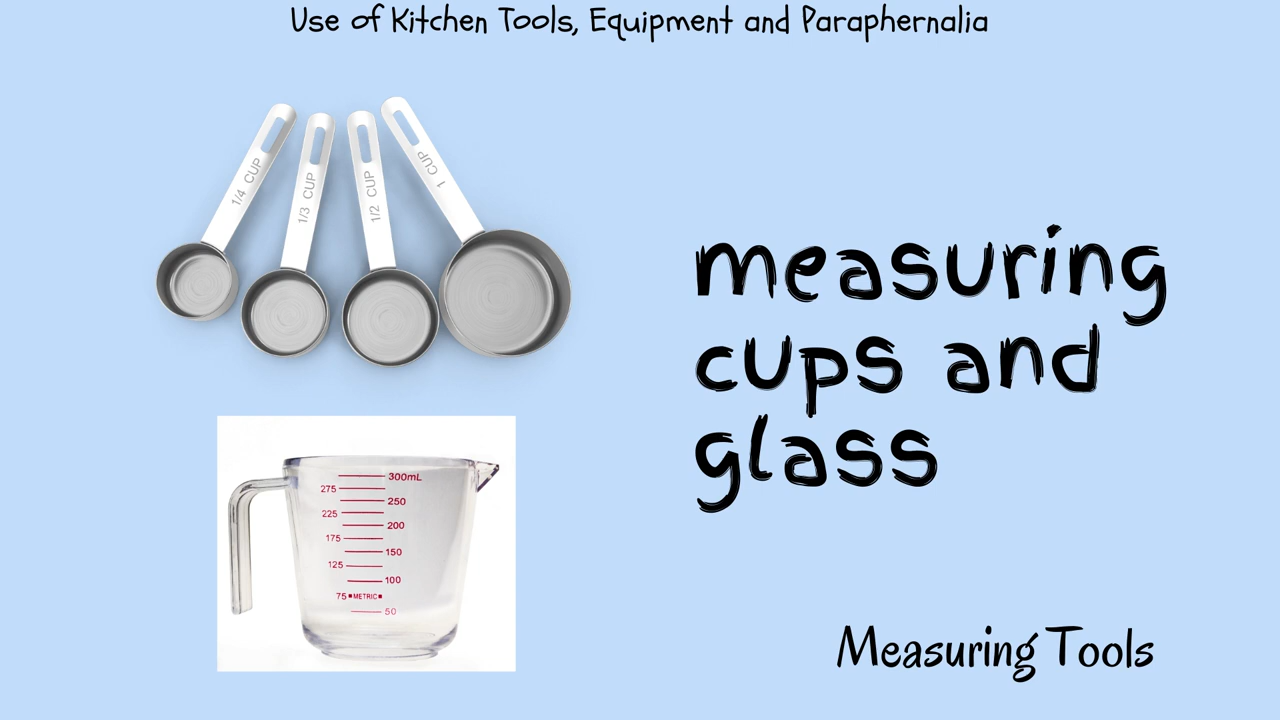 Use of Kitchen Tools, Equipment and Paraphernalia
1/4 CUP
1/3 CUP
1/2 CUP
1 CUP
measuring
cups and
glass
300mL
275
250
225
200
175
150
125
100
75 ▪METRIC▪
50
Measuring Tools